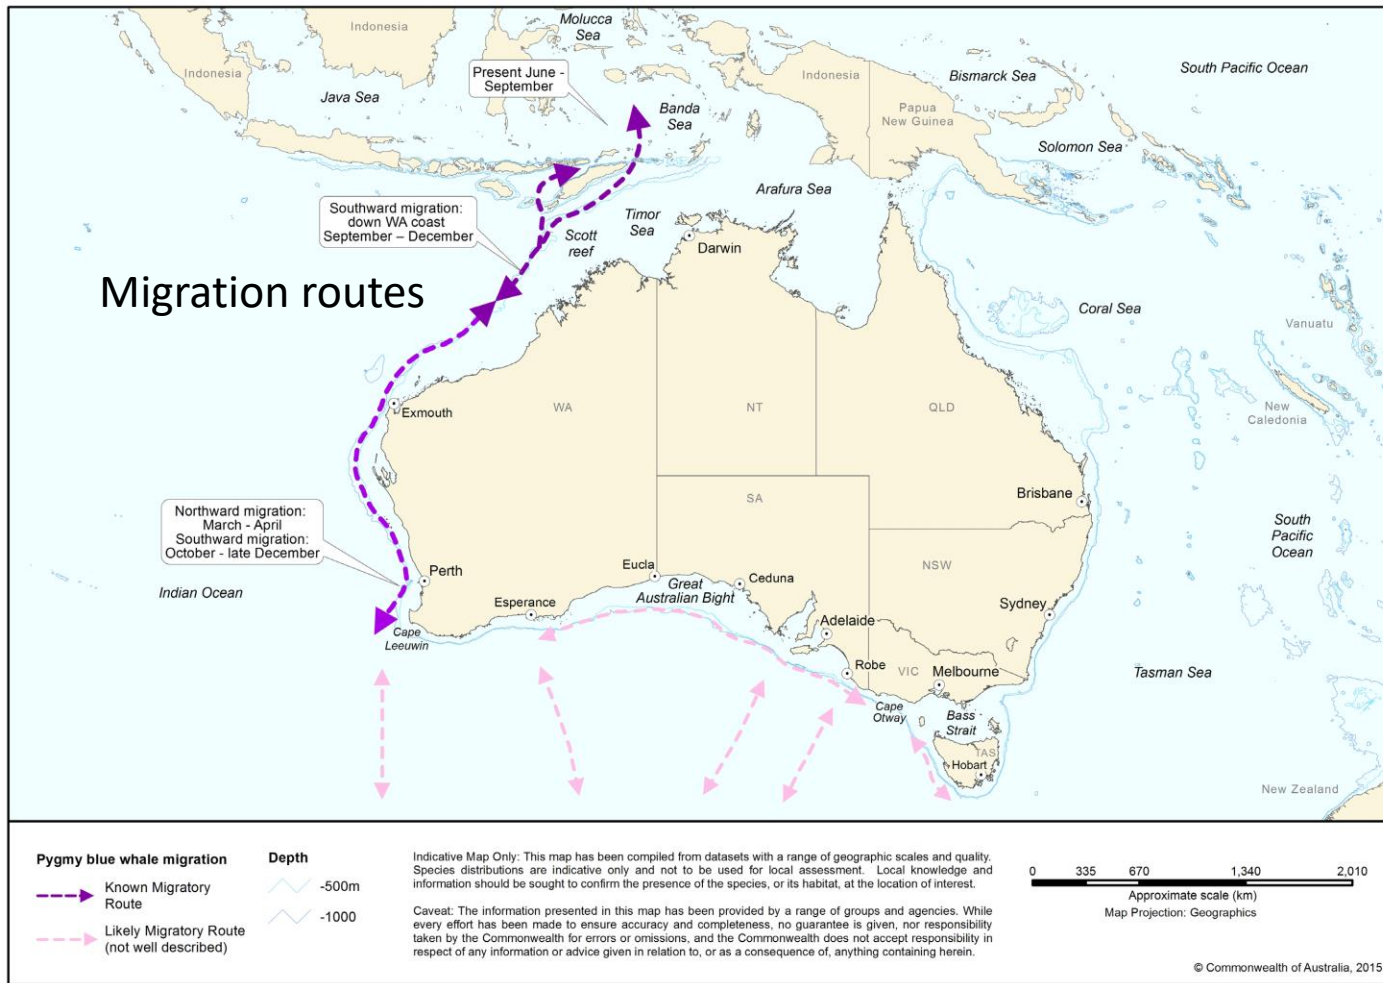 Indonesia
Molucca
Sea
Indonesia
Present June -
September
Indonesia
Bismarck Sea
South Pacific Ocean
Java Sea
Banda
Sea
Papua
New Guinea
Solomon Sea
Southward migration:
down WA coast
September – December
Arafura Sea
Timor
Sea
Scott
reef
Darwin
Migration routes
Coral Sea
Vanuatu
Exmouth
WA
NT
QLD
New
Caledonia
SA
Brisbane
Northward migration:
March - April
Southward migration:
October - late December
South
Pacific
Ocean
Indian Ocean
Perth
Eucla
Great
Australian Bight
Ceduna
NSW
Esperance
Sydney
Cape
Leeuwin
Adelaide
Robe
VIC
Melbourne
Tasman Sea
Cape
Otway
Bass
Strait
TAS
Hobart
New Zealand
Pygmy blue whale migration
Known Migratory
Route
Likely Migratory Route
(not well described)
Depth
-500m
-1000
Indicative Map Only: This map has been compiled from datasets with a range of geographic scales and quality.
Species distributions are indicative only and not to be used for local assessment. Local knowledge and
information should be sought to confirm the presence of the species, or its habitat, at the location of interest.
Caveat: The information presented in this map has been provided by a range of groups and agencies. While
every effort has been made to ensure accuracy and completeness, no guarantee is given, nor responsibility
taken by the Commonwealth for errors or omissions, and the Commonwealth does not accept responsibility in
respect of any information or advice given in relation to, or as a consequence of, anything containing herein.
0 335 670 1,340 2,010
Approximate scale (km)
Map Projection: Geographics
© Commonwealth of Australia, 2015